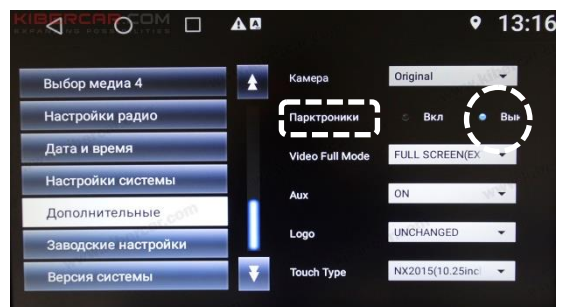 KIBERCAR.COM
EXPANDING POSSIBILITIES
A
13:16
Выбор медиа 4
Настройки радио
Дата и время
Настройки системы
Дополнительные
Заводские настройки
Версия системы
Камера
Original
Парктроники
Вкл
Вык
Video Full Mode
FULL SCREEN(EX
Aux
ON
Logo
UNCHANGED
Touch Type
NX2015(10.25inc